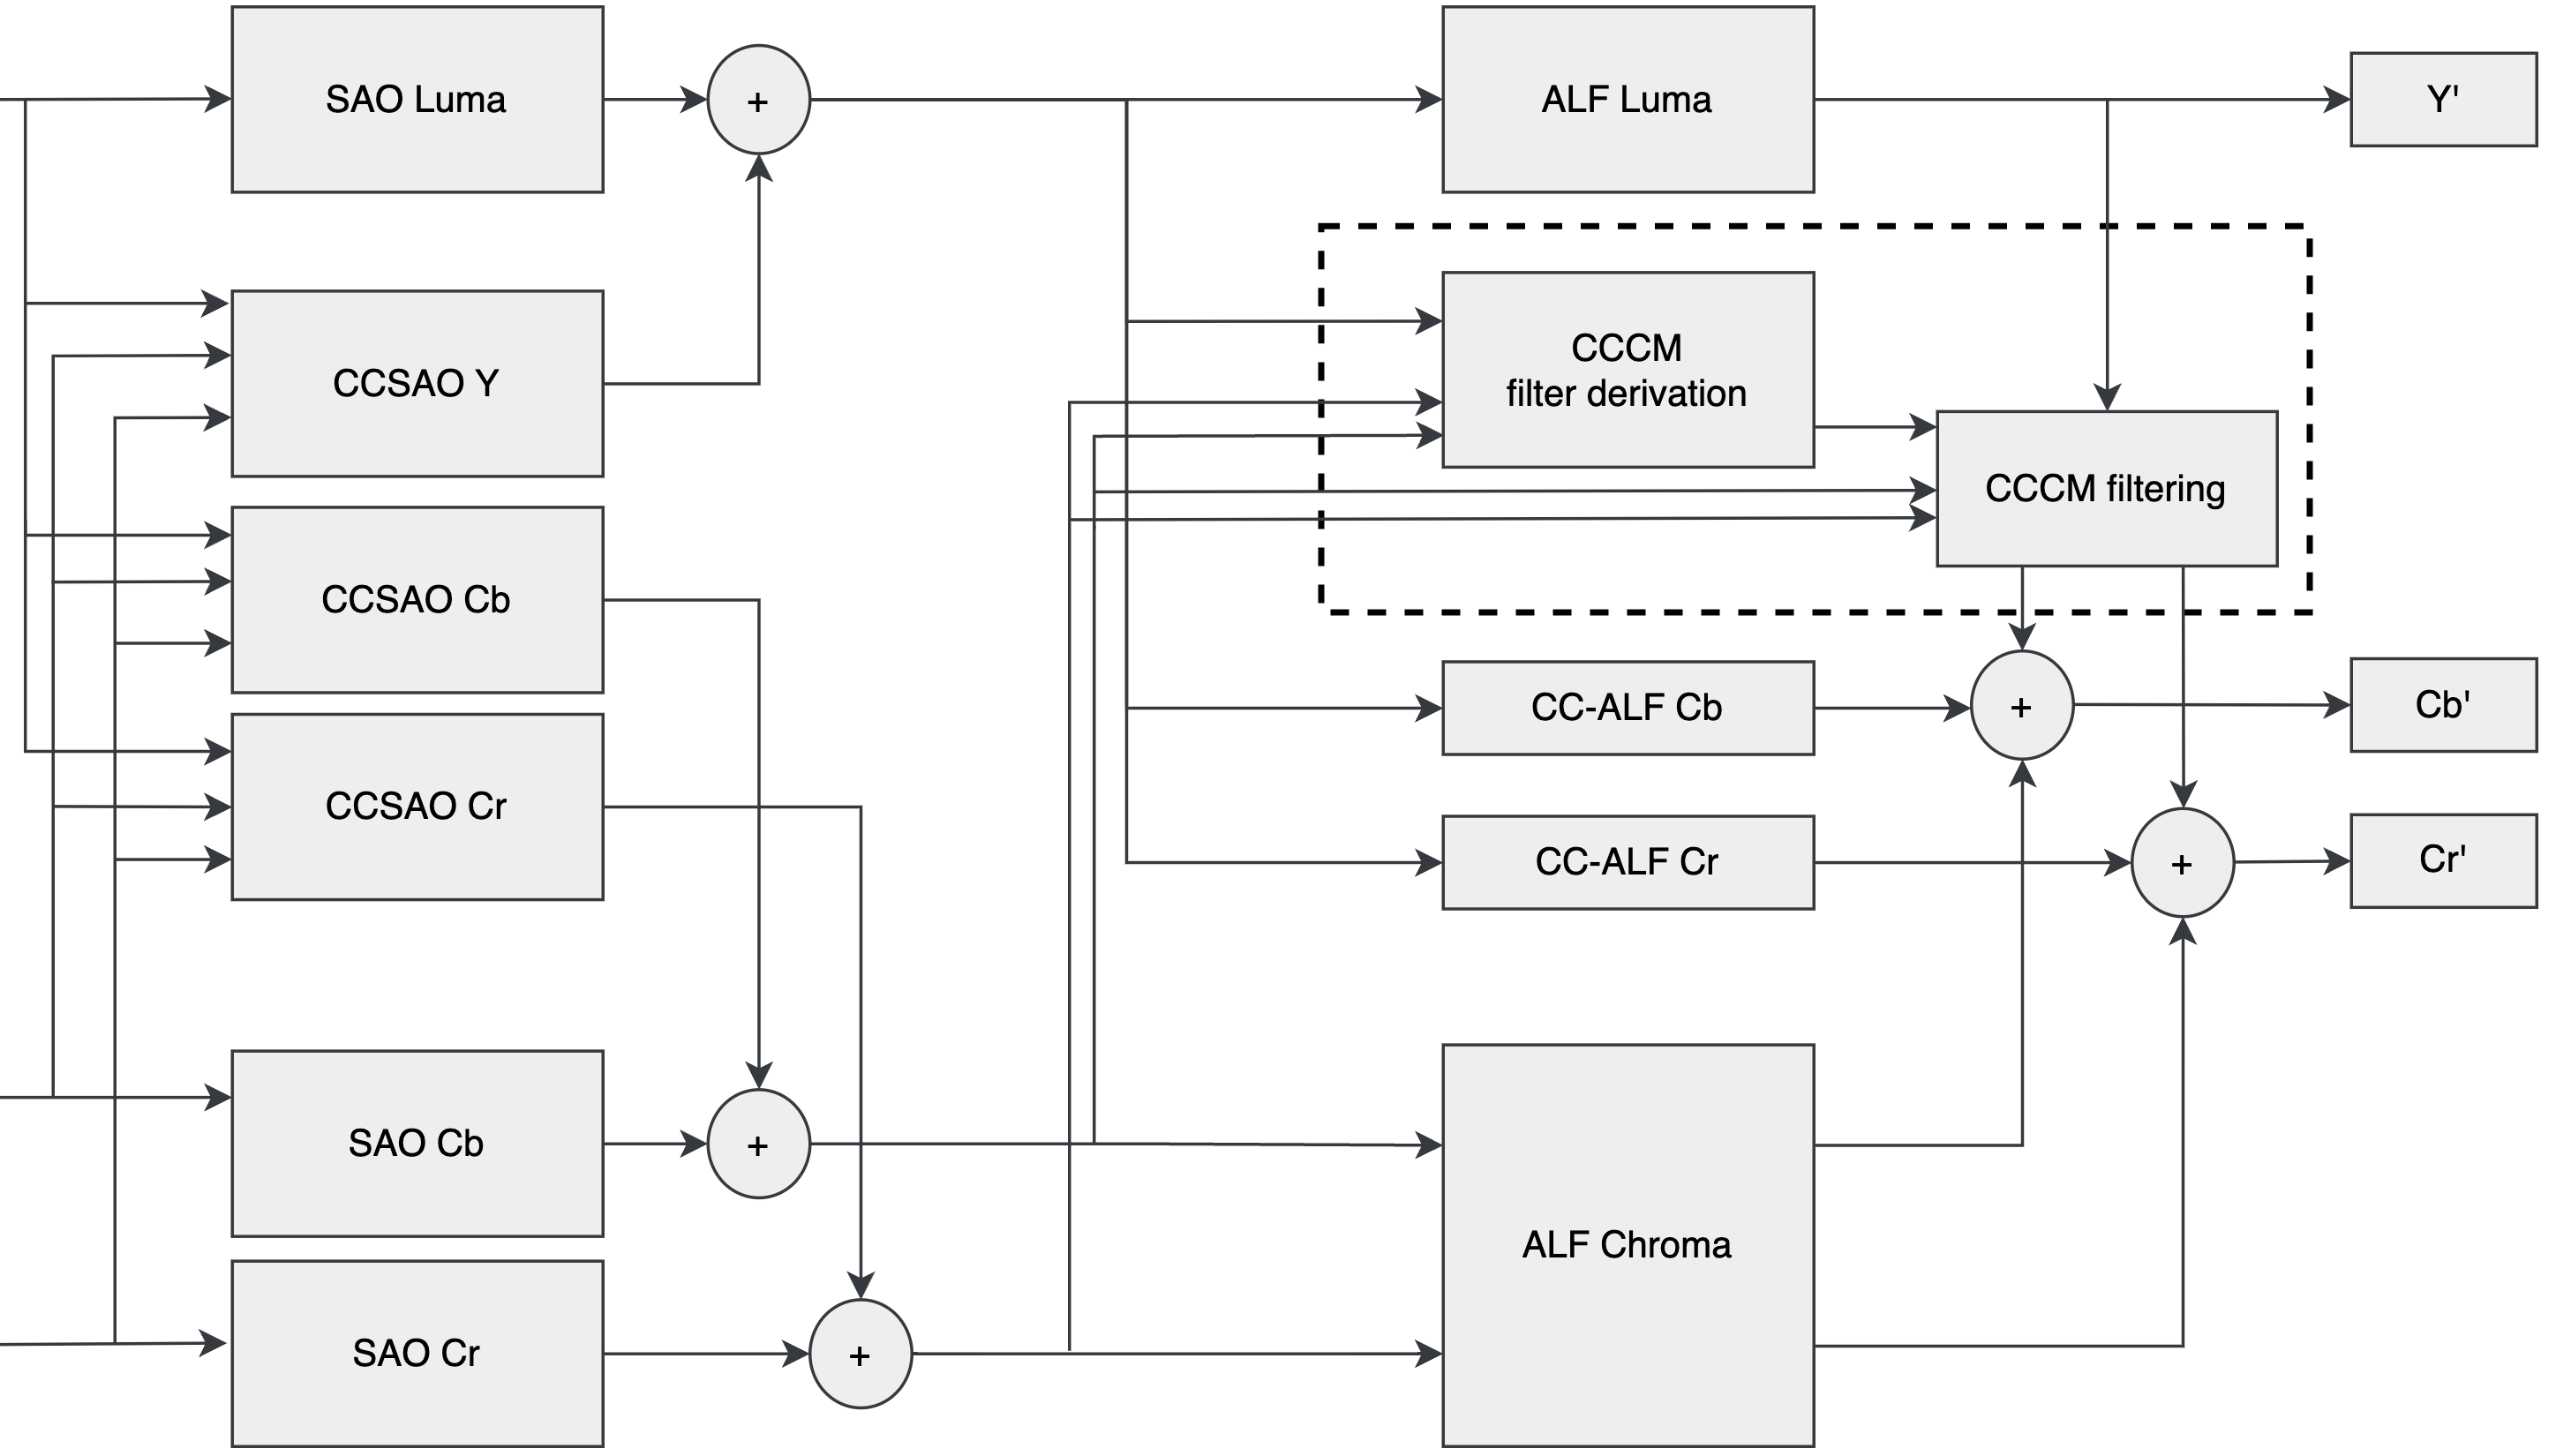 SAO Luma
+
ALF Luma
Y'
CCSAO Y
CCCM
filter derivation
CCCM filtering
CCSAO Cb
CC-ALF Cb
+
Cb'
CCSAO Cr
CC-ALF Cr
+
Cr'
SAO Cb
+
ALF Chroma
SAO Cr
+